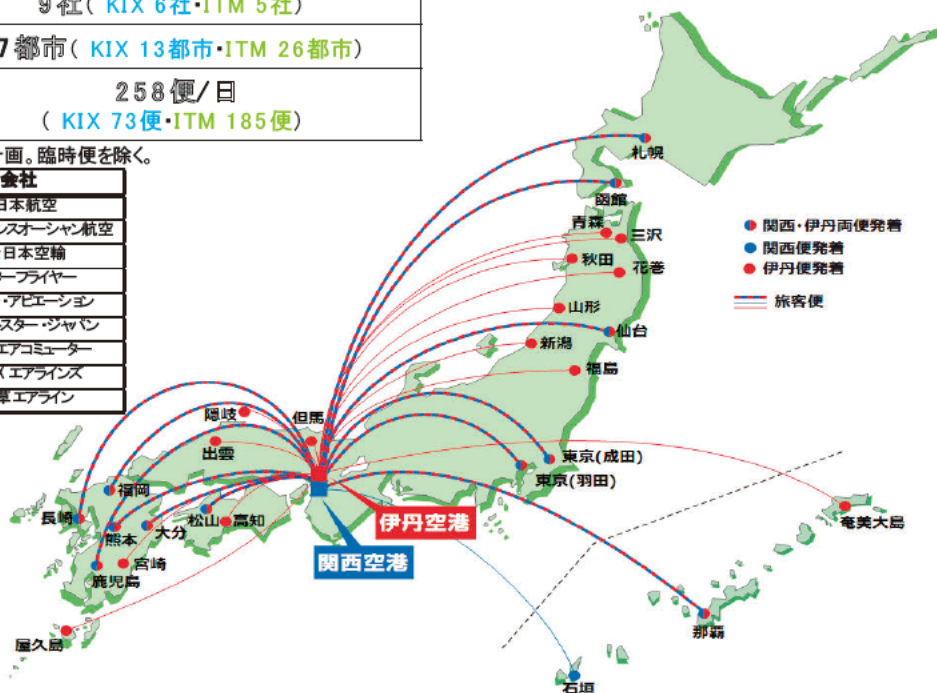 9社( KIX 6社・ITM 5社)
7都市( KIX 13都市・ITM 26都市)
258便/日
( KIX 73便・ITM 185便)
画。臨時便を除く。
会社
日本航空
スオーシャン航空
日本空輸
ーフライヤー
・アビエーション
スター・ジャパン
エアコミューター
Xエアラインズ
草エアライン
札幌
函館
青森
三沢
秋田
花巻
山形
仙台
新潟
福島
関西・伊丹両便発着
関西便発着
伊丹便発着
旅客便
隠岐
但馬
出雲
東京(成田)
東京(羽田)
福岡
長崎
熊本
大分
松山
高知
宮崎
鹿児島
屋久島
伊丹空港
関西空港
奄美大島
那覇
石垣